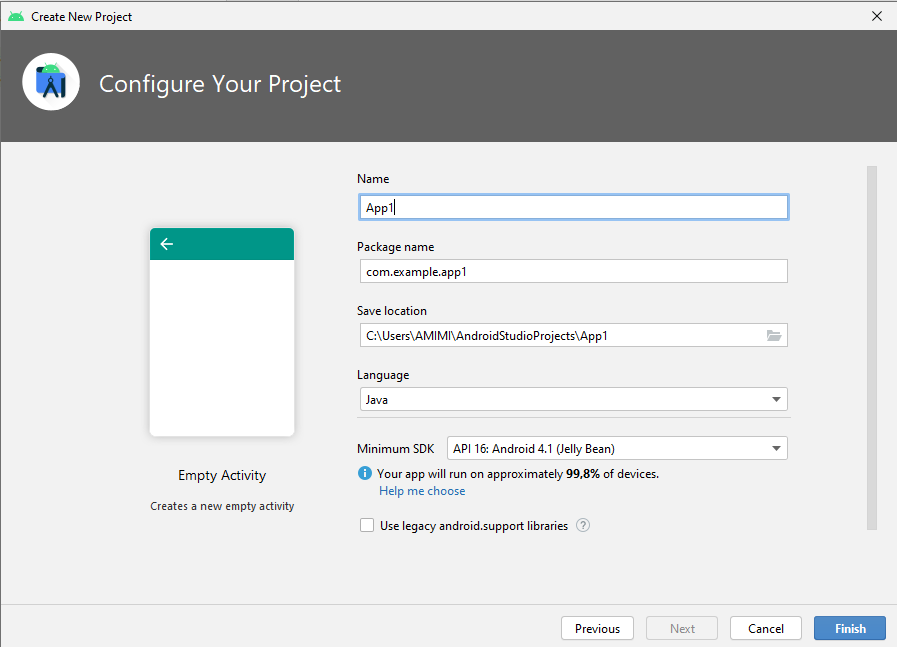 Create New Project
Configure Your Project
Name
App1
Package name
com.example.app1
Save location
C:\Users\AMIMI\AndroidStudioProjects\App1
Language
Java
Minimum SDK API 16: Android 4.1 (Jelly Bean)
Your app will run on approximately 99,8% of devices.
Help me choose
Use legacy android.support libraries ?
Empty Activity
Creates a new empty activity
Previous Next Cancel Finish